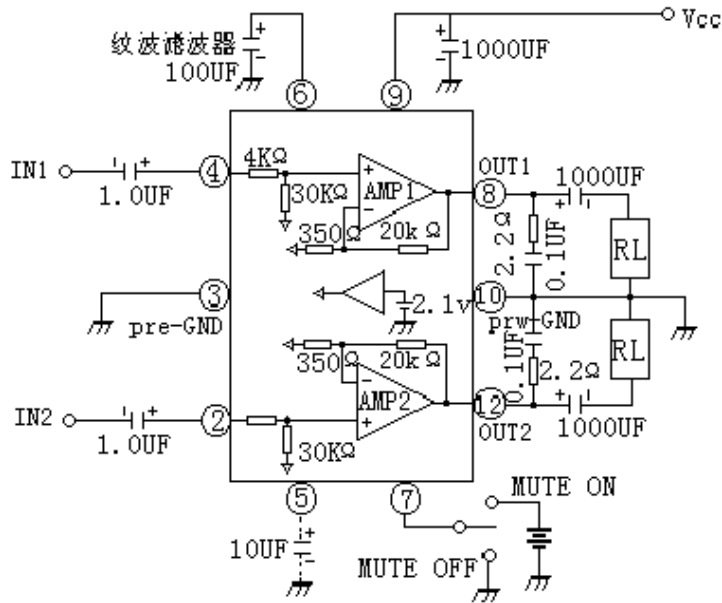 Vcc
纹波滤波器
100UF
1000UF
⑥
⑨
IN1
1.0UF
④
4KΩ
30KΩ
AMP1
OUT1
⑧
1000UF
350Ω
20kΩ
2.2Ω
0.1UF
RL
③
pre-GND
2.1v
⑩
prw-GND
350Ω
20kΩ
0.1UF
2.2Ω
RL
IN2
1.0UF
②
30KΩ
AMP2
⑫
OUT2
1000UF
⑤
⑦
10UF
MUTE ON
MUTE OFF